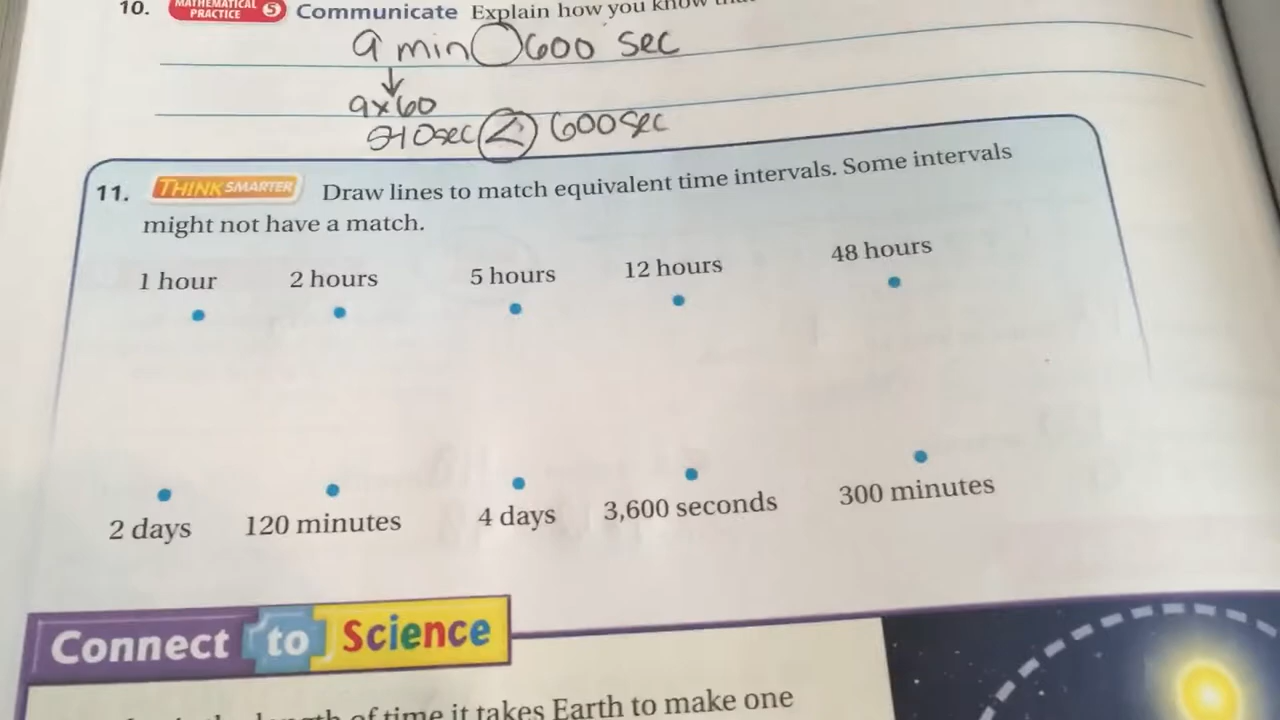 10. MATHEMATICAL PRACTICE 5 Communicate Explain how you know
9 min 600 sec
9x60
540sec < 600sec
11. THINK SMARTER Draw lines to match equivalent time intervals. Some intervals
might not have a match.
1 hour 2 hours 5 hours 12 hours 48 hours
2 days 120 minutes 4 days 3,600 seconds 300 minutes
Connect to Science
of time it takes Earth to make one